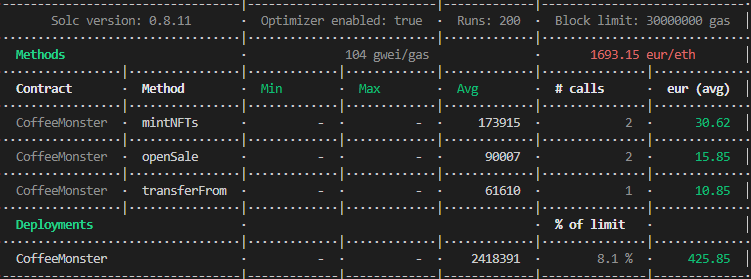 Solc version: 0.8.11 · Optimizer enabled: true · Runs: 200 · Block limit: 30000000 gas
Methods · 104 gwei/gas · 1693.15 eur/eth
Contract · Method · Min · Max · Avg · # calls · eur (avg)
CoffeeMonster · mintNFTs · - · - · 173915 · 2 · 30.62
CoffeeMonster · openSale · - · - · 90007 · 2 · 15.85
CoffeeMonster · transferFrom · - · - · 61610 · 1 · 10.85
Deployments · · % of limit ·
CoffeeMonster · - · - · 2418391 · 8.1 % · 425.85